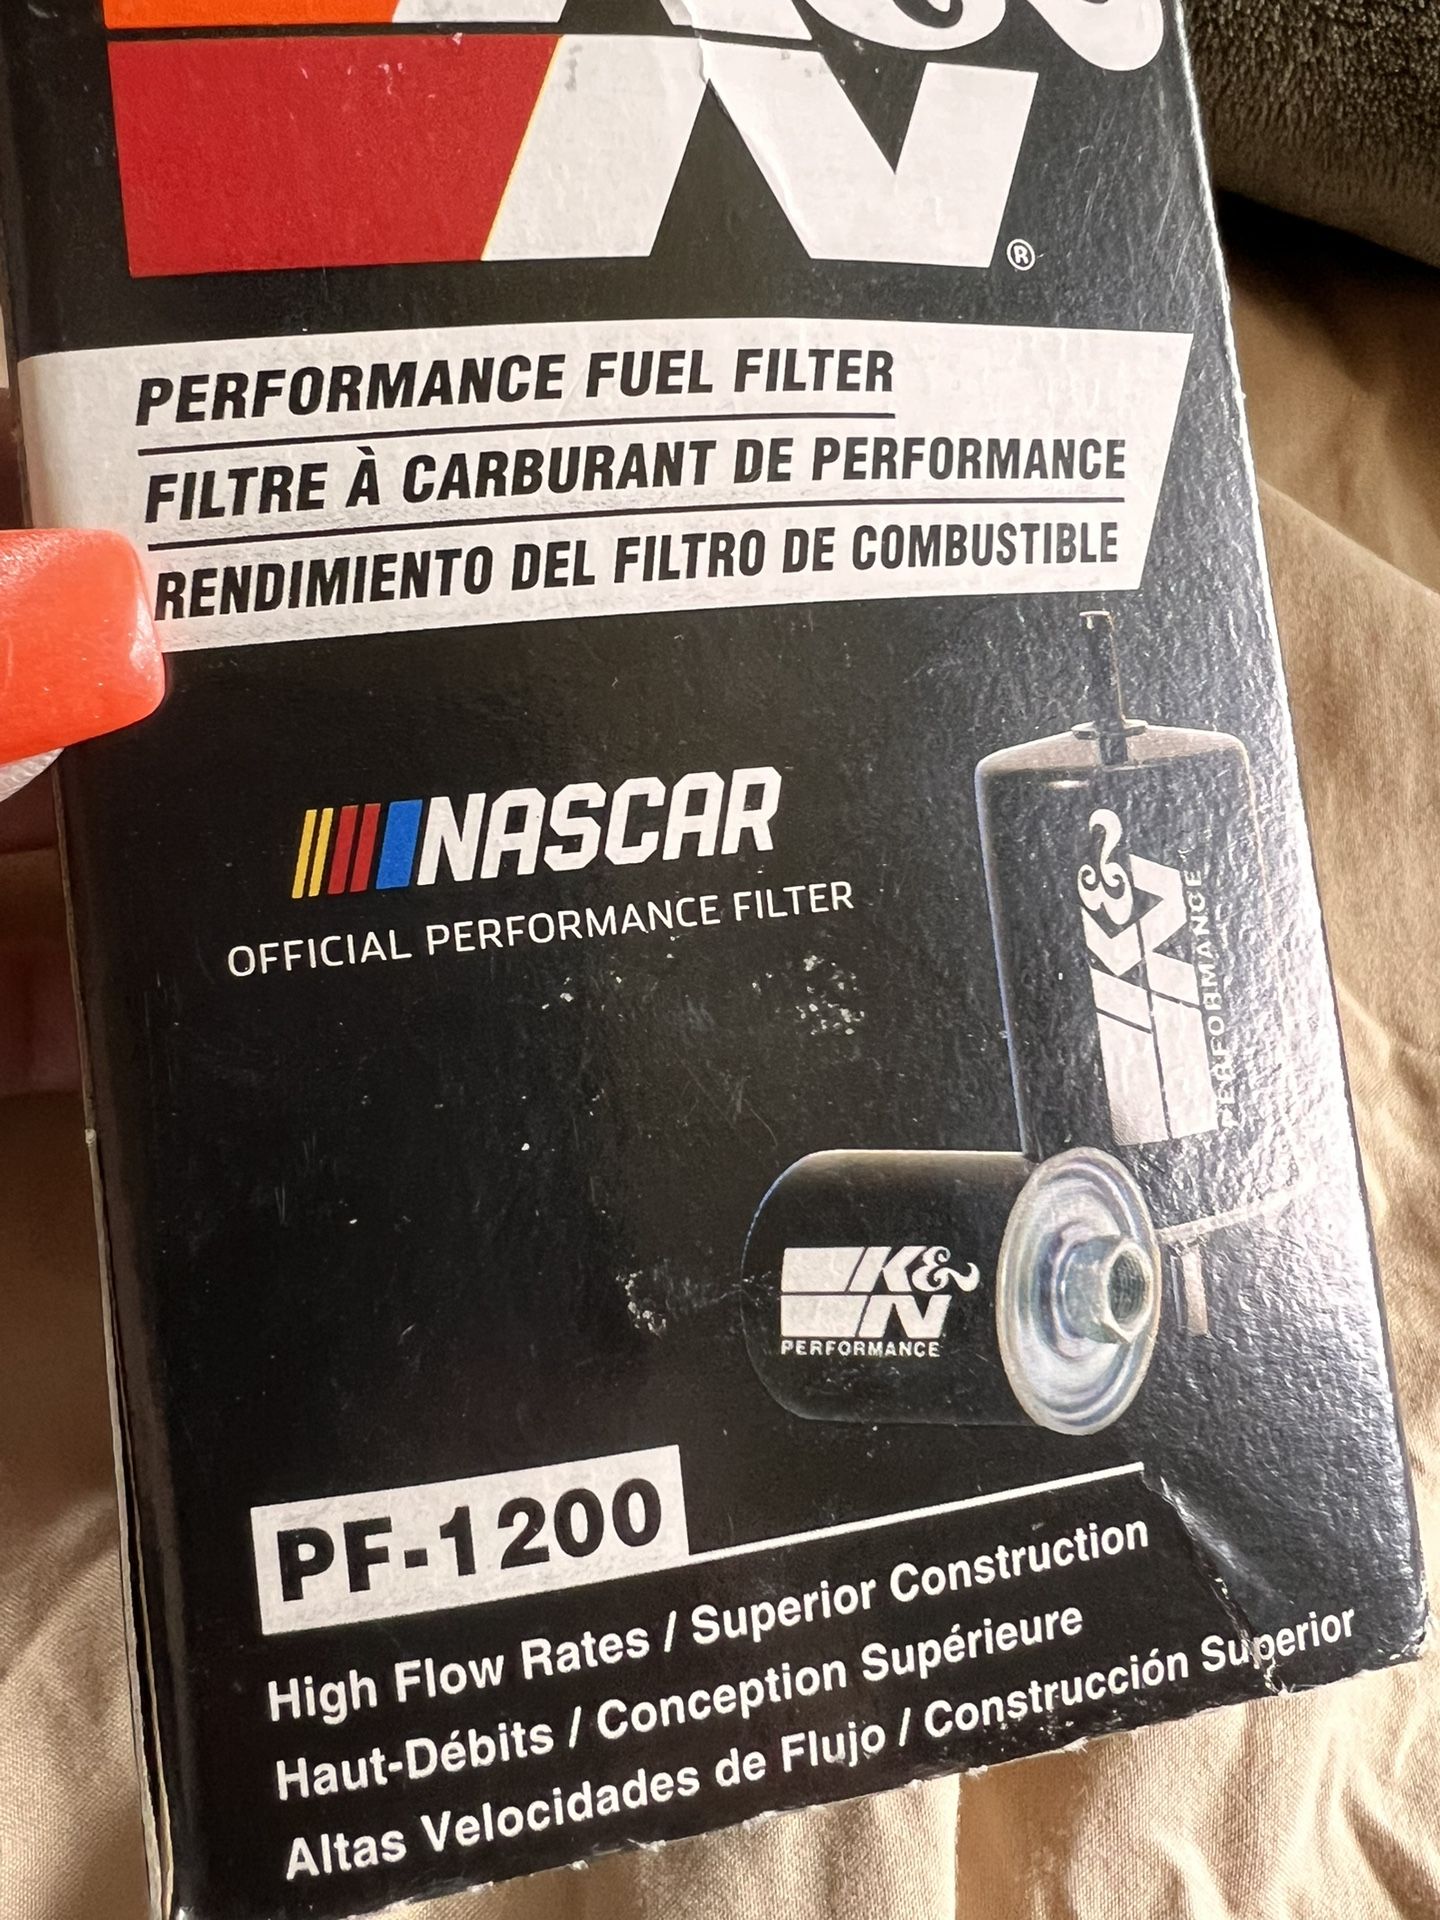 K&N®
PERFORMANCE FUEL FILTER
FILTRE À CARBURANT DE PERFORMANCE
RENDIMIENTO DEL FILTRO DE COMBUSTIBLE
NASCAR
OFFICIAL PERFORMANCE FILTER
K&N
PERFORMANCE
K&N
PERFORMANCE
PF-1200
High Flow Rates / Superior Construction
Haut-Débits / Conception Supérieure
Altas Velocidades de Flujo / Construcción Superior